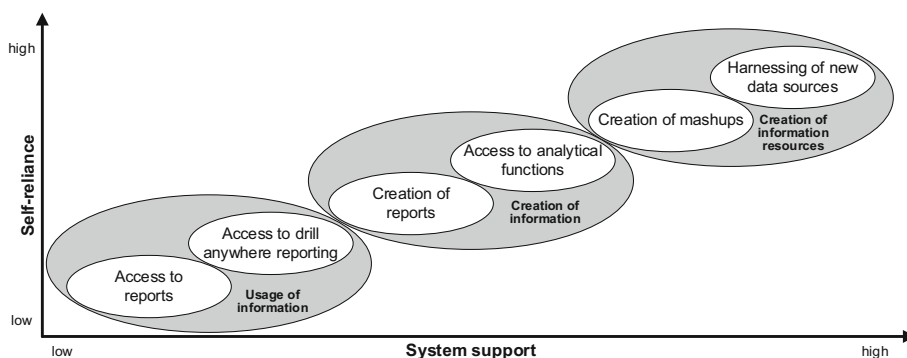 high
Self-reliance
low
Harnessing of new
data sources
Creation of mashups
Creation of
information
resources
Access to analytical
functions
Creation of
reports
Creation of
information
Access to drill
anywhere reporting
Access to
reports
Usage of
information
low
System support
high